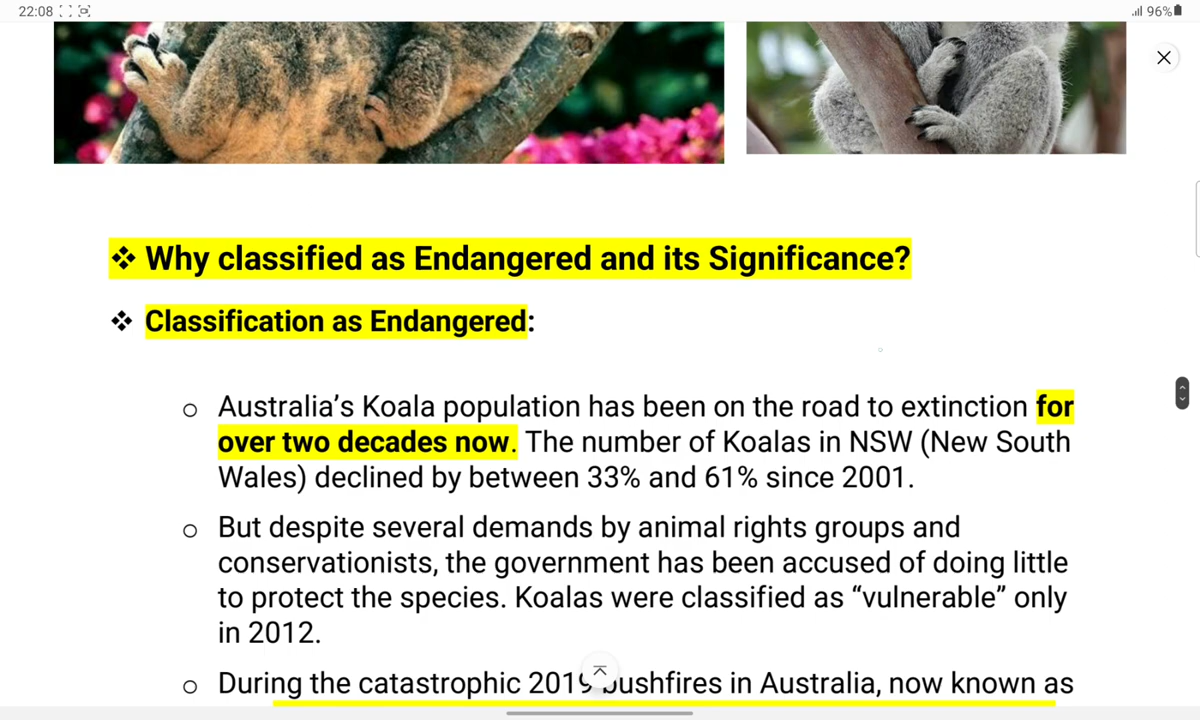 22:08
96%
❖ Why classified as Endangered and its Significance?
❖ Classification as Endangered:
o Australia’s Koala population has been on the road to extinction for
over two decades now. The number of Koalas in NSW (New South
Wales) declined by between 33% and 61% since 2001.
o But despite several demands by animal rights groups and
conservationists, the government has been accused of doing little
to protect the species. Koalas were classified as “vulnerable” only
in 2012.
o During the catastrophic 2019 bushfires in Australia, now known as